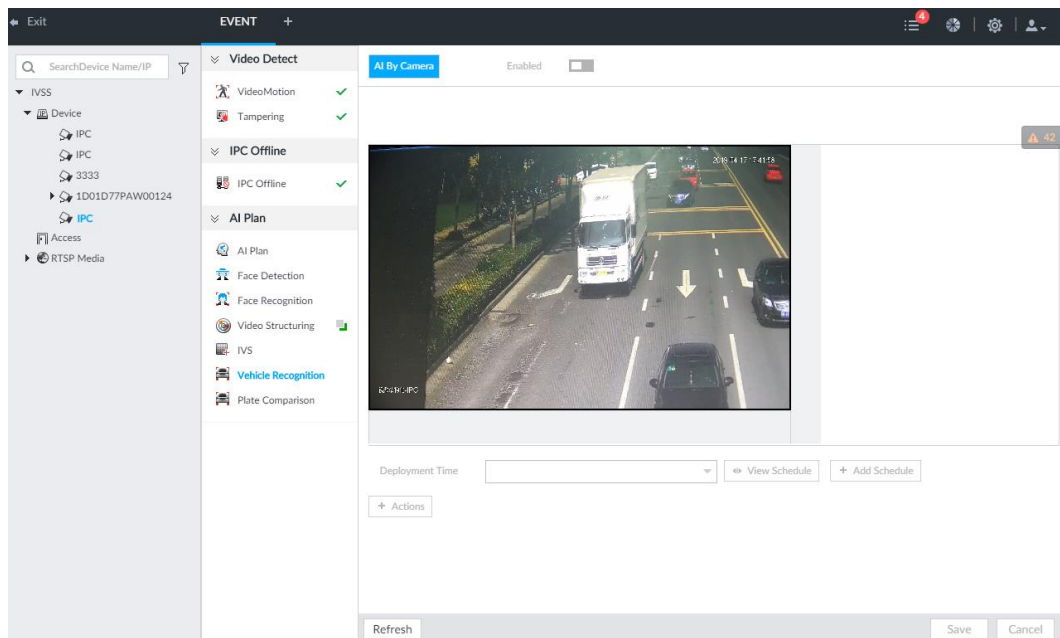 Exit
EVENT +
4
SearchDevice Name/IP
IVSS
Device
IPC
IPC
3333
1D01D77PAW00124
IPC
Access
RTSP Media
Video Detect
VideoMotion
Tampering
IPC Offline
IPC Offline
AI Plan
AI Plan
Face Detection
Face Recognition
Video Structuring
IVS
Vehicle Recognition
Plate Comparison
AI By Camera
Enabled
42
Deployment Time
View Schedule
+ Add Schedule
+ Actions
Refresh
Save
Cancel